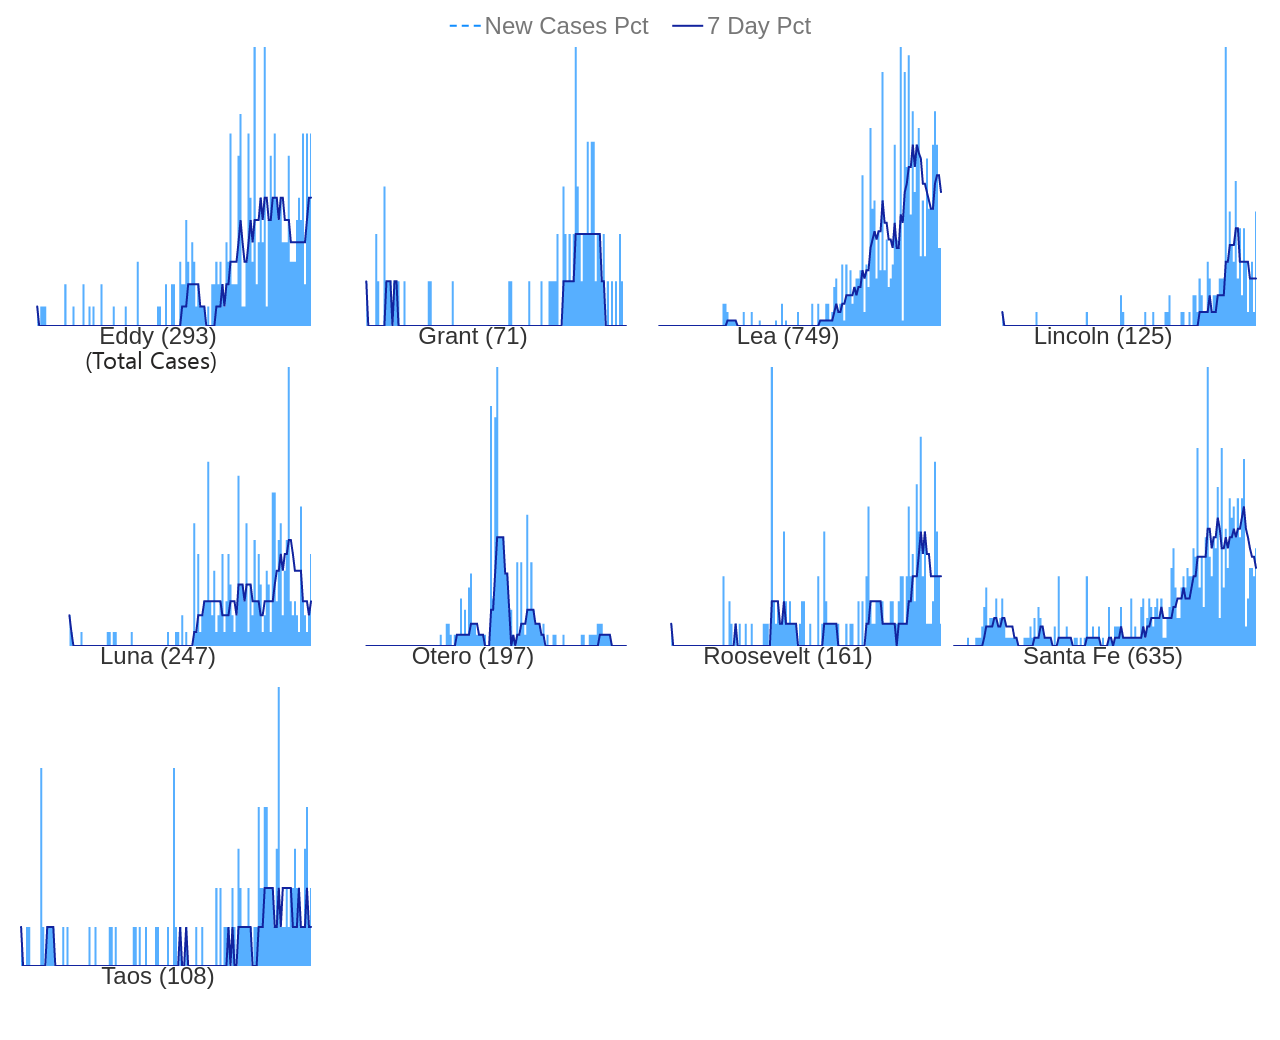 New Cases Pct 7 Day Pct
Eddy (293) Grant (71) Lea (749) Lincoln (125)
(Total Cases)
Luna (247) Otero (197) Roosevelt (161) Santa Fe (635)
Taos (108)